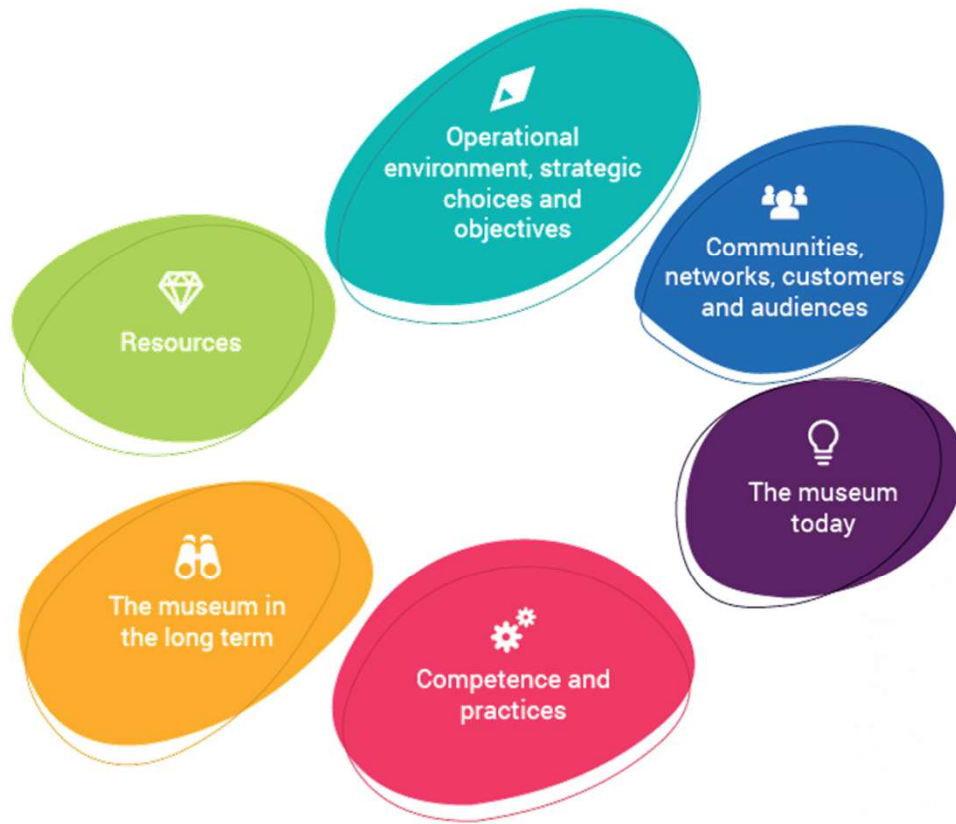 Operational
environment, strategic
choices and
objectives
Communities,
networks, customers
and audiences
The museum
today
Competence and
practices
The museum in
the long term
Resources